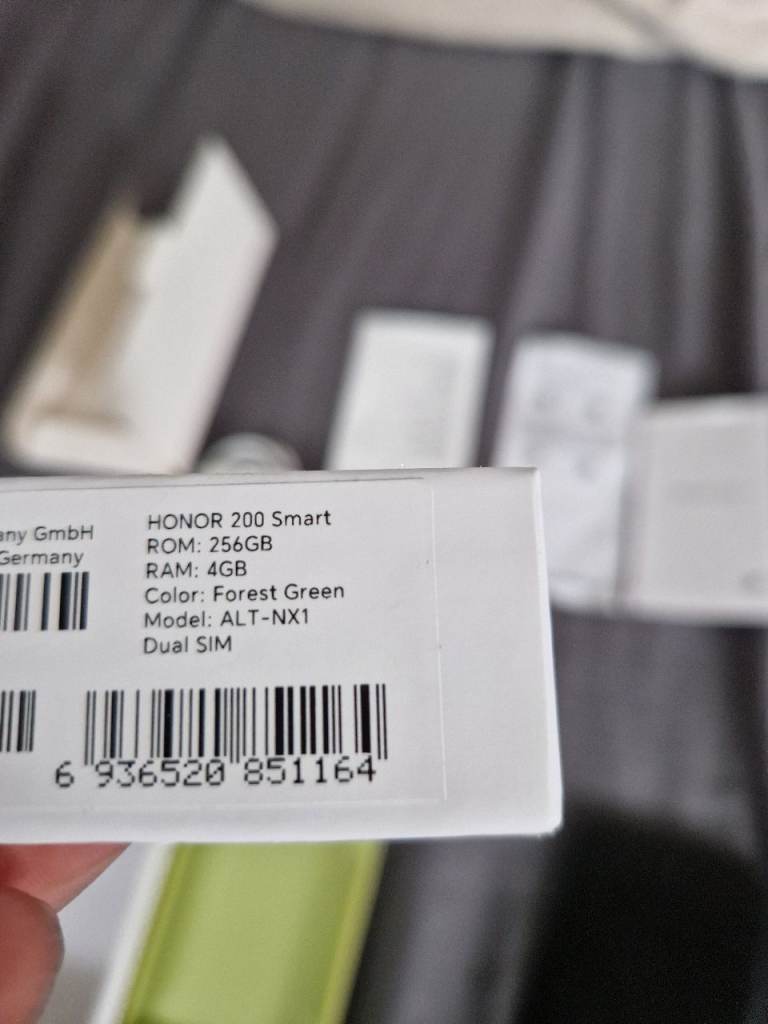 any GmbH
Germany
HONOR 200 Smart
ROM: 256GB
RAM: 4GB
Color: Forest Green
Model: ALT-NX1
Dual SIM
6 936520 851164